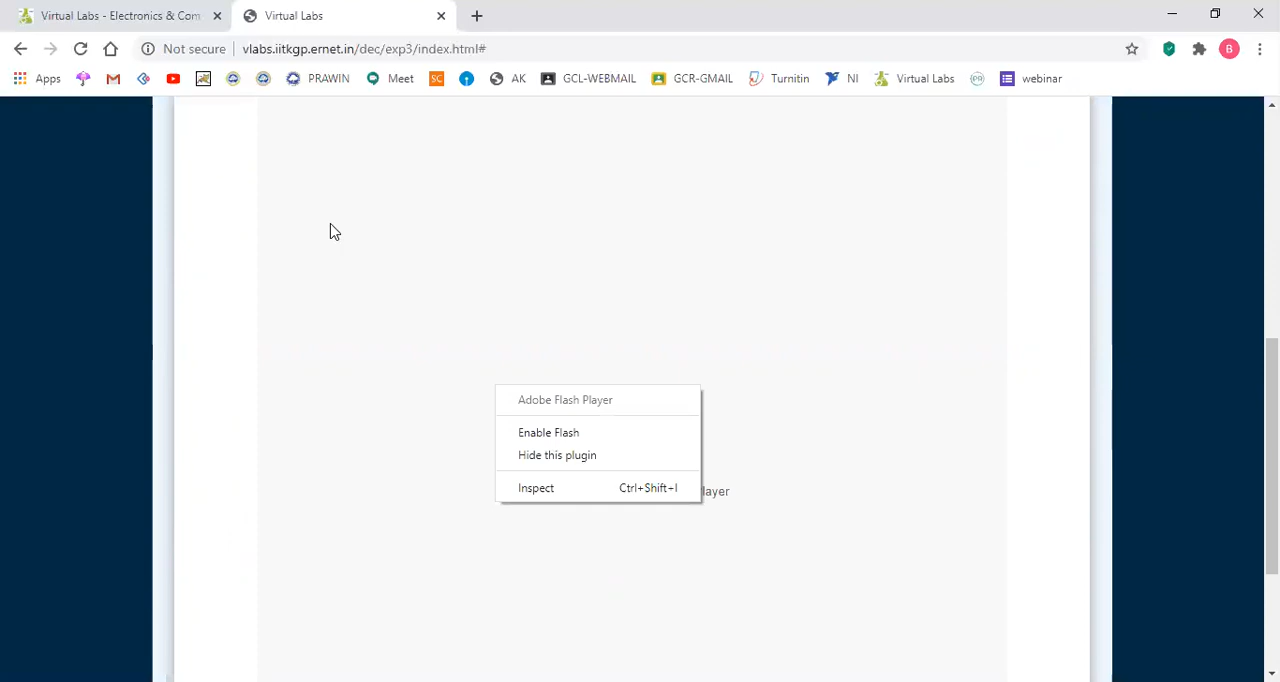 Virtual Labs - Electronics & Com
Virtual Labs
Not secure vlabs.iitkgp.ernet.in/dec/exp3/index.html#
B
Apps PRAWIN Meet SC AK GCL-WEBMAIL GCR-GMAIL Turnitin NI Virtual Labs webinar
Adobe Flash Player
Enable Flash
Hide this plugin
Inspect Ctrl+Shift+I
layer